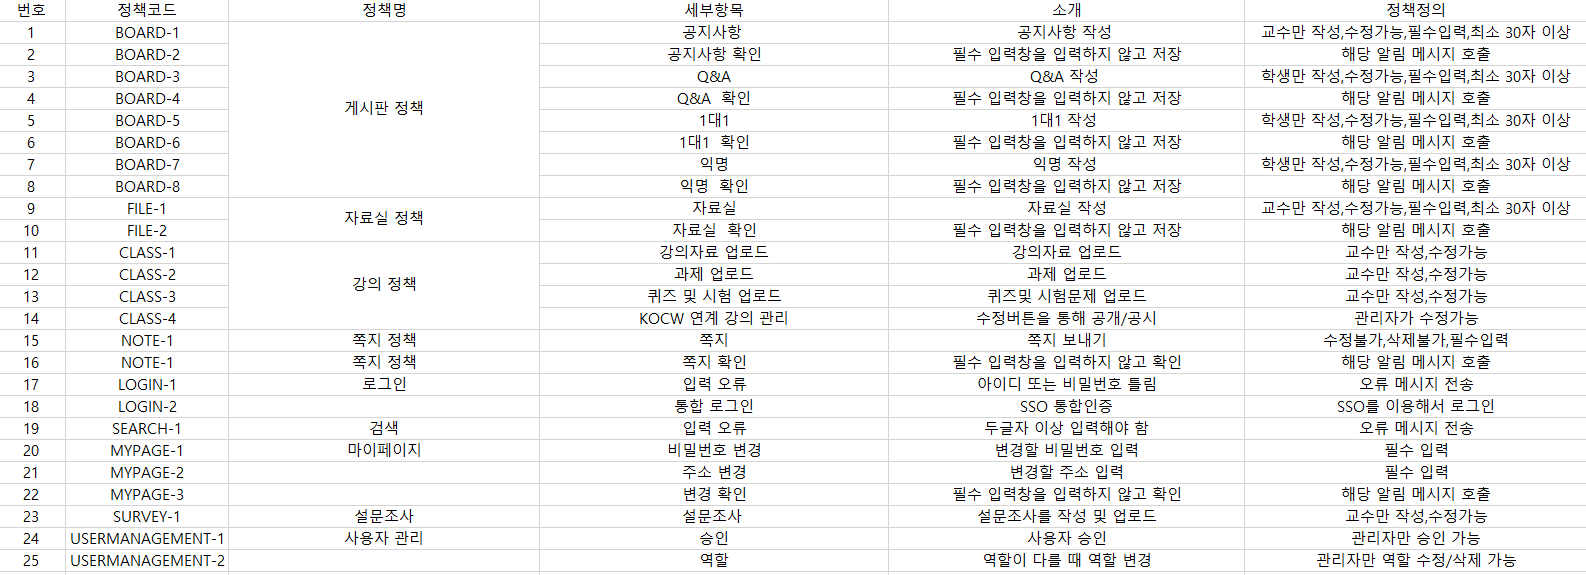 번호 정책코드 정책명 세부항목 소개 정책정의
1 BOARD-1 게시판 정책 공지사항 공지사항 작성 교수만 작성,수정가능,필수입력,최소 30자 이상
2 BOARD-2 공지사항 확인 필수 입력창을 입력하지 않고 저장 해당 알림 메시지 호출
3 BOARD-3 Q&A Q&A 작성 학생만 작성,수정가능,필수입력,최소 30자 이상
4 BOARD-4 Q&A 확인 필수 입력창을 입력하지 않고 저장 해당 알림 메시지 호출
5 BOARD-5 1대1 1대1 작성 학생만 작성,수정가능,필수입력,최소 30자 이상
6 BOARD-6 1대1 확인 필수 입력창을 입력하지 않고 저장 해당 알림 메시지 호출
7 BOARD-7 익명 익명 작성 학생만 작성,수정가능,필수입력,최소 30자 이상
8 BOARD-8 익명 확인 필수 입력창을 입력하지 않고 저장 해당 알림 메시지 호출
9 FILE-1 자료실 정책 자료실 자료실 작성 교수만 작성,수정가능,필수입력,최소 30자 이상
10 FILE-2 자료실 확인 필수 입력창을 입력하지 않고 저장 해당 알림 메시지 호출
11 CLASS-1 강의 정책 강의자료 업로드 강의자료 업로드 교수만 작성,수정가능
12 CLASS-2 과제 업로드 과제 업로드 교수만 작성,수정가능
13 CLASS-3 퀴즈 및 시험 업로드 퀴즈및 시험문제 업로드 교수만 작성,수정가능
14 CLASS-4 KOCW 연계 강의 관리 수정버튼을 통해 공개/공시 관리자가 수정가능
15 NOTE-1 쪽지 정책 쪽지 쪽지 보내기 수정불가,삭제불가,필수입력
16 NOTE-1 쪽지 정책 쪽지 확인 필수 입력창을 입력하지 않고 확인 해당 알림 메시지 호출
17 LOGIN-1 로그인 입력 오류 아이디 또는 비밀번호 틀림 오류 메시지 전송
18 LOGIN-2 통합 로그인 SSO 통합인증 SSO를 이용해서 로그인
19 SEARCH-1 검색 입력 오류 두글자 이상 입력해야 함 오류 메시지 전송
20 MYPAGE-1 마이페이지 비밀번호 변경 변경할 비밀번호 입력 필수 입력
21 MYPAGE-2 주소 변경 변경할 주소 입력 필수 입력
22 MYPAGE-3 변경 확인 필수 입력창을 입력하지 않고 확인 해당 알림 메시지 호출
23 SURVEY-1 설문조사 설문조사 설문조사를 작성 및 업로드 교수만 작성,수정가능
24 USERMANAGEMENT-1 사용자 관리 승인 사용자 승인 관리자만 승인 가능
25 USERMANAGEMENT-2 역할 역할이 다를 때 역할 변경 관리자만 역할 수정/삭제 가능